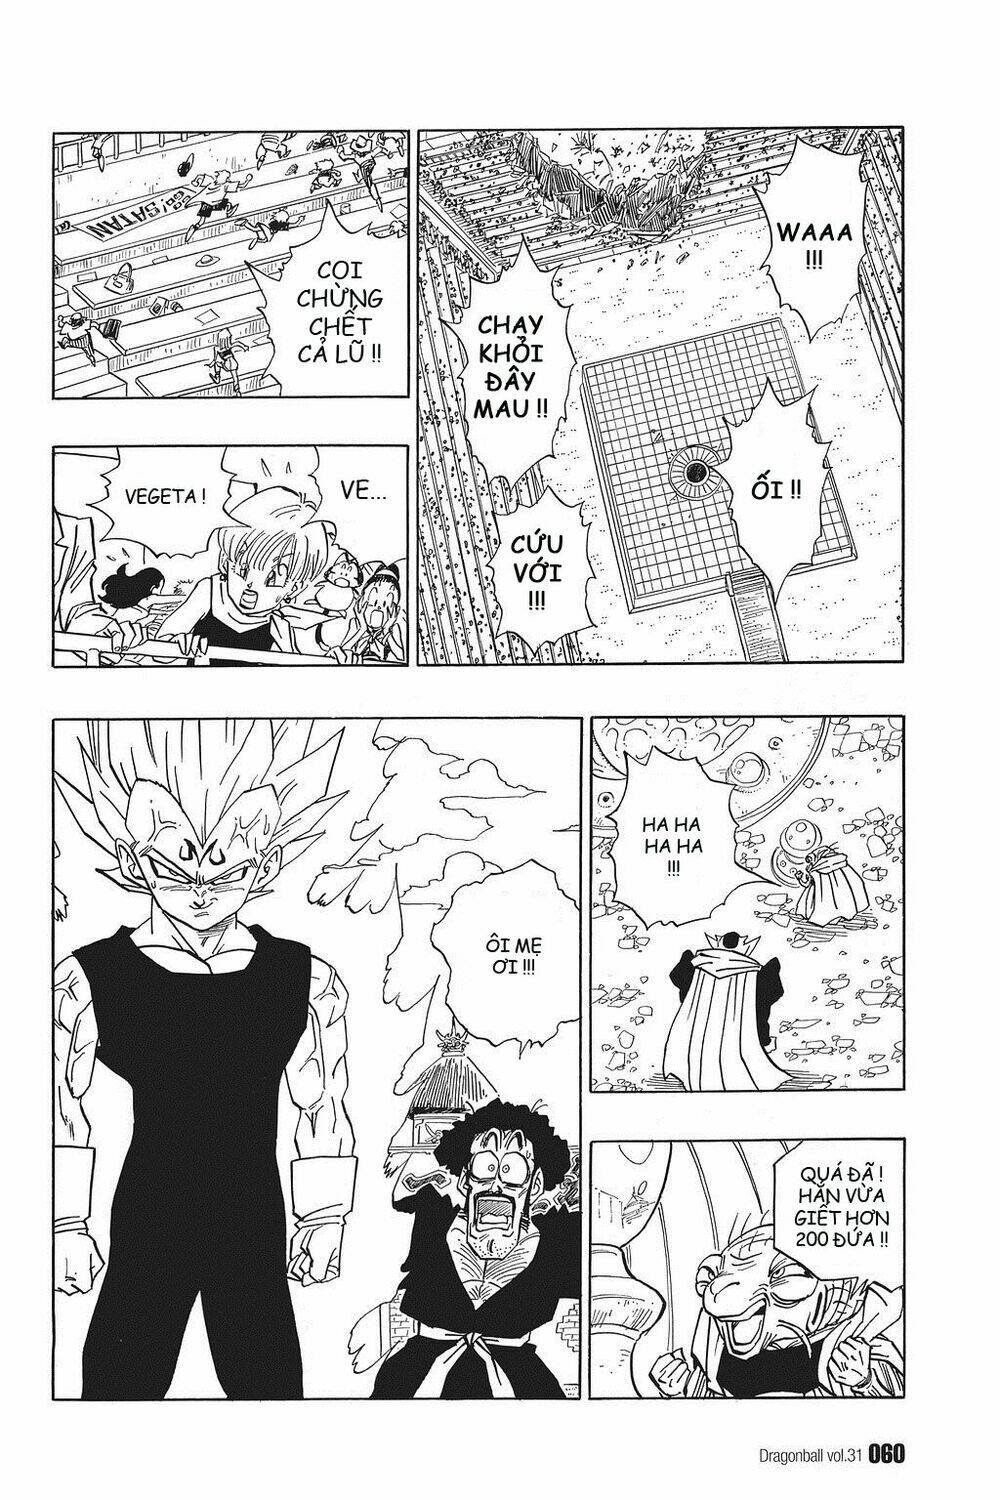 WAAA
!!!
CHẠY
KHỎI
ĐÂY
MAU !!
ỐI !!
CỨU
VỚI
!!!
SATAN
COI
CHỪNG
CHẾT
CẢ LŨ !!
VE...
VEGETA !
HA HA
HA HA
!!!
ÔI MẸ
ƠI !!!
QUÁ ĐÃ !
HẮN VỪA
GIẾT HƠN
200 ĐỨA !!
Dragonball vol.31 060